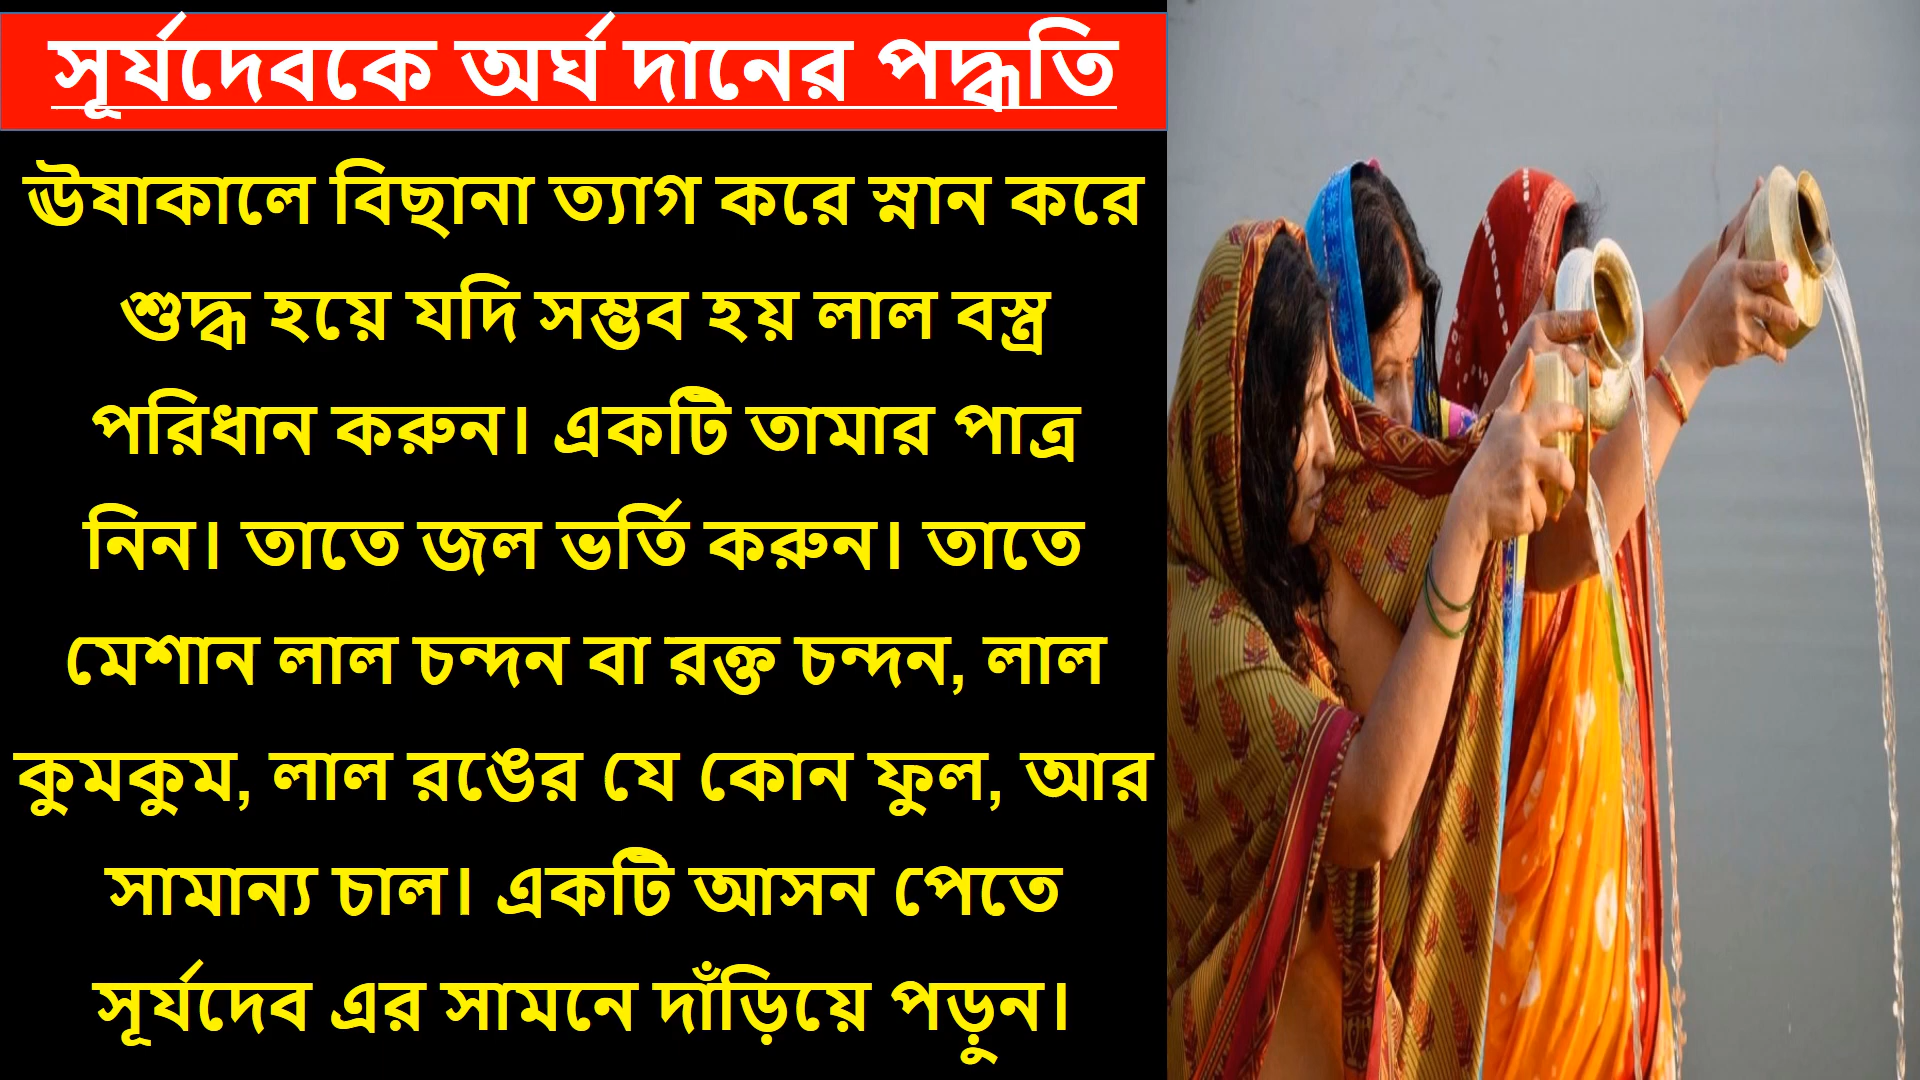 সূর্যদেবকে অর্ঘ দানের পদ্ধতি
ঊষাকালে বিছানা ত্যাগ করে স্নান করে
শুদ্ধ হয়ে যদি সম্ভব হয় লাল বস্ত্র
পরিধান করুন। একটি তামার পাত্র
নিন। তাতে জল ভর্তি করুন। তাতে
মেশান লাল চন্দন বা রক্ত চন্দন, লাল
কুমকুম, লাল রঙের যে কোন ফুল, আর
সামান্য চাল। একটি আসন পেতে
সূর্যদেব এর সামনে দাঁড়িয়ে পড়ুন।